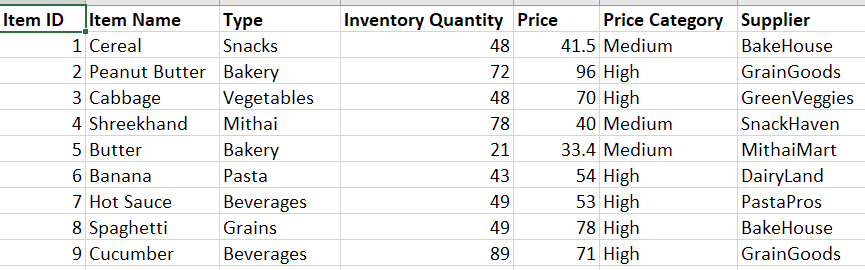 Item ID Item Name Type Inventory Quantity Price Price Category Supplier
1 Cereal Snacks 48 41.5 Medium BakeHouse
2 Peanut Butter Bakery 72 96 High GrainGoods
3 Cabbage Vegetables 48 70 High GreenVeggies
4 Shreekhand Mithai 78 40 Medium SnackHaven
5 Butter Bakery 21 33.4 Medium MithaiMart
6 Banana Pasta 43 54 High DairyLand
7 Hot Sauce Beverages 49 53 High PastaPros
8 Spaghetti Grains 49 78 High BakeHouse
9 Cucumber Beverages 89 71 High GrainGoods